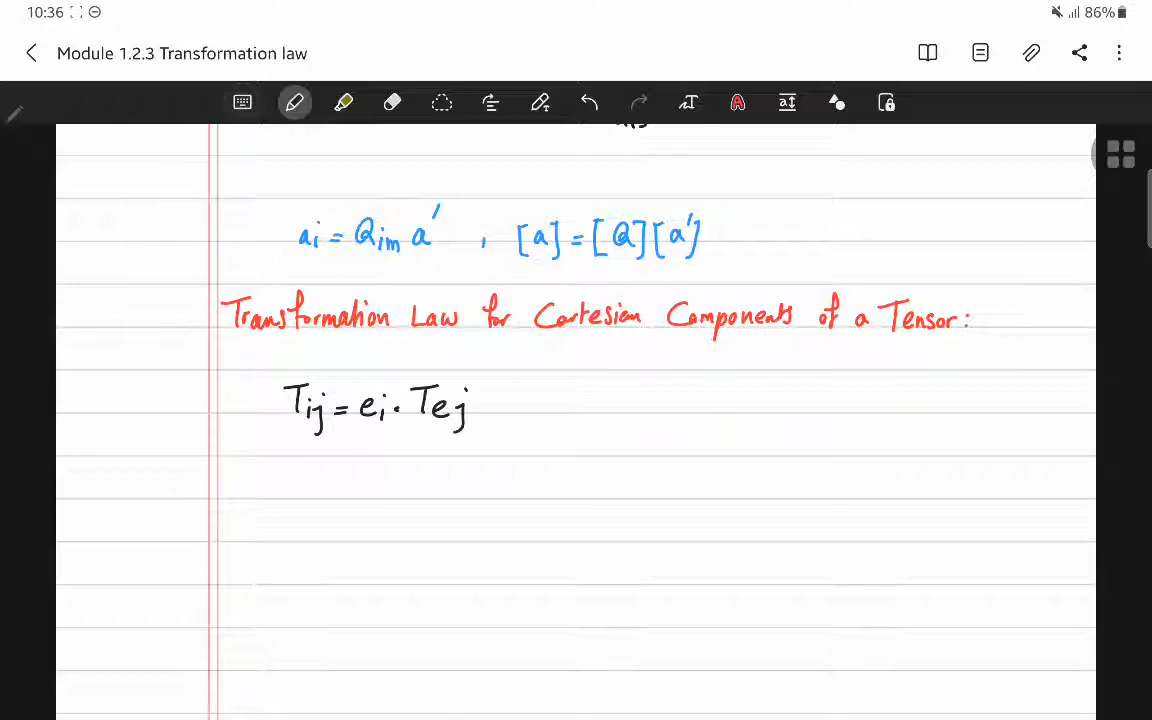 10:36 86%
Module 1.2.3 Transformation law
ai = Qim a' , [a] = [Q][a']
Transformation Law for Cartesian Components of a Tensor:
Tij = ei · Tej